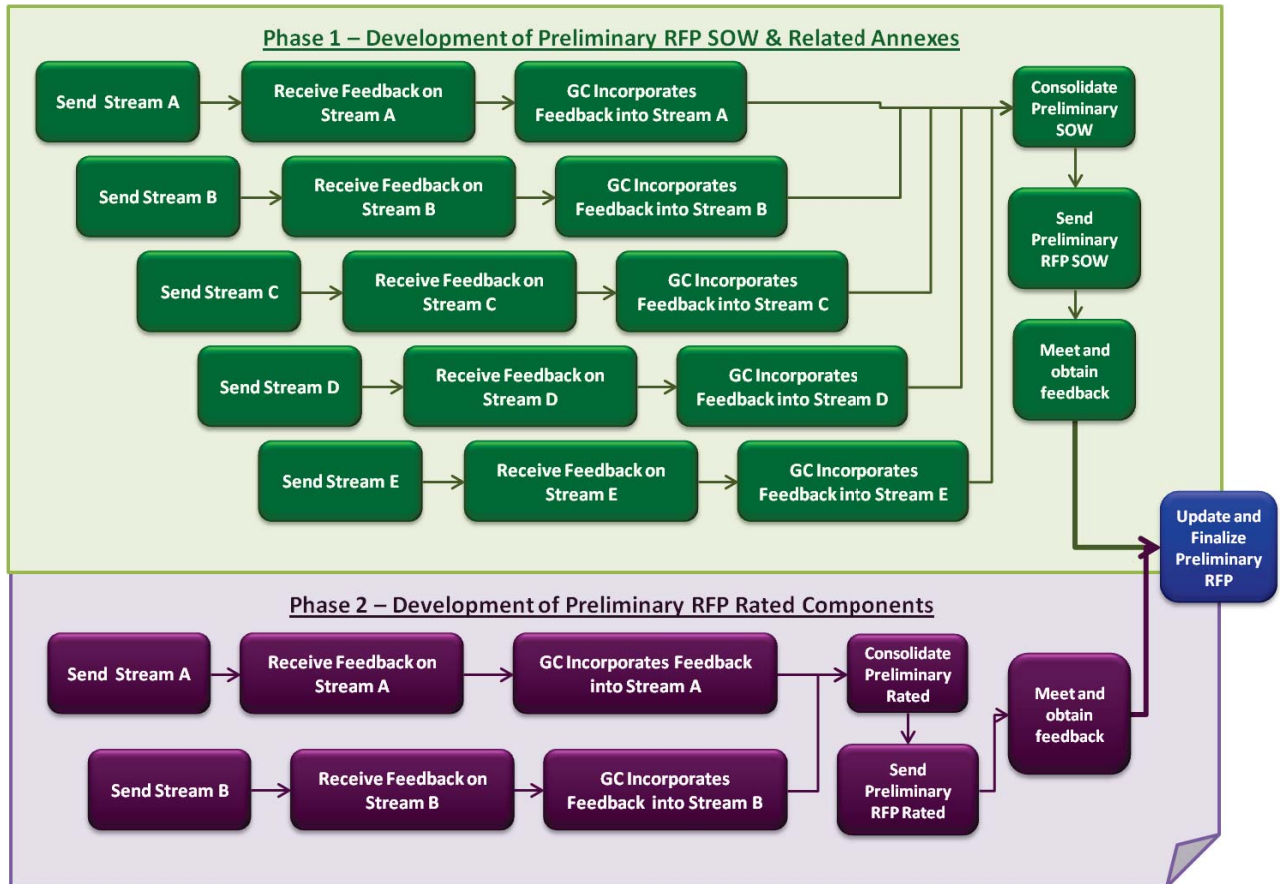 Phase 1 – Development of Preliminary RFP SOW & Related Annexes
Send Stream A
Receive Feedback on
Stream A
GC Incorporates
Feedback into Stream A
Consolidate
Preliminary
SOW
Send Stream B
Receive Feedback on
Stream B
GC Incorporates
Feedback into Stream B
Send
Preliminary
RFP SOW
Send Stream C
Receive Feedback on
Stream C
GC Incorporates
Feedback into Stream C
Meet and
obtain
feedback
Send Stream D
Receive Feedback on
Stream D
GC Incorporates
Feedback into Stream D
Send Stream E
Receive Feedback on
Stream E
GC Incorporates
Feedback into Stream E
Update and
Finalize
Preliminary
RFP
Phase 2 – Development of Preliminary RFP Rated Components
Send Stream A
Receive Feedback on
Stream A
GC Incorporates Feedback
into Stream A
Consolidate
Preliminary
Rated
Meet and
obtain
feedback
Send Stream B
Receive Feedback on
Stream B
GC Incorporates
Feedback into Stream B
Send
Preliminary
RFP Rated